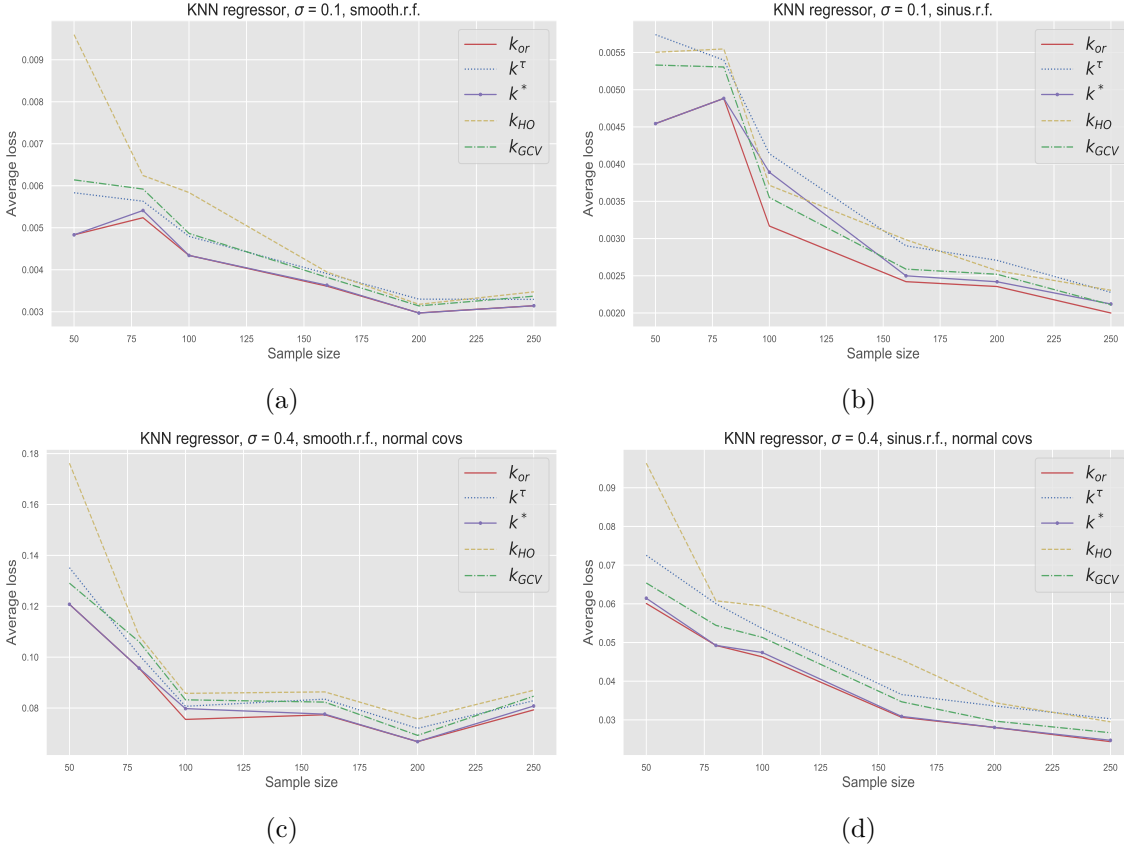 KNN regressor, σ = 0.1, smooth.r.f.
0.009
0.008
0.007
0.006
0.005
0.004
0.003
Average loss
50 75 100 125 150 175 200 225 250
Sample size
k_or
k^τ
k^*
k_HO
k_GCV
(a)
KNN regressor, σ = 0.1, sinus.r.f.
0.0055
0.0050
0.0045
0.0040
0.0035
0.0030
0.0025
0.0020
Average loss
50 75 100 125 150 175 200 225 250
Sample size
k_or
k^τ
k^*
k_HO
k_GCV
(b)
KNN regressor, σ = 0.4, smooth.r.f., normal covs
0.18
0.16
0.14
0.12
0.10
0.08
Average loss
50 75 100 125 150 175 200 225 250
Sample size
k_or
k^τ
k^*
k_HO
k_GCV
(c)
KNN regressor, σ = 0.4, sinus.r.f., normal covs
0.09
0.08
0.07
0.06
0.05
0.04
0.03
Average loss
50 75 100 125 150 175 200 225 250
Sample size
k_or
k^τ
k^*
k_HO
k_GCV
(d)